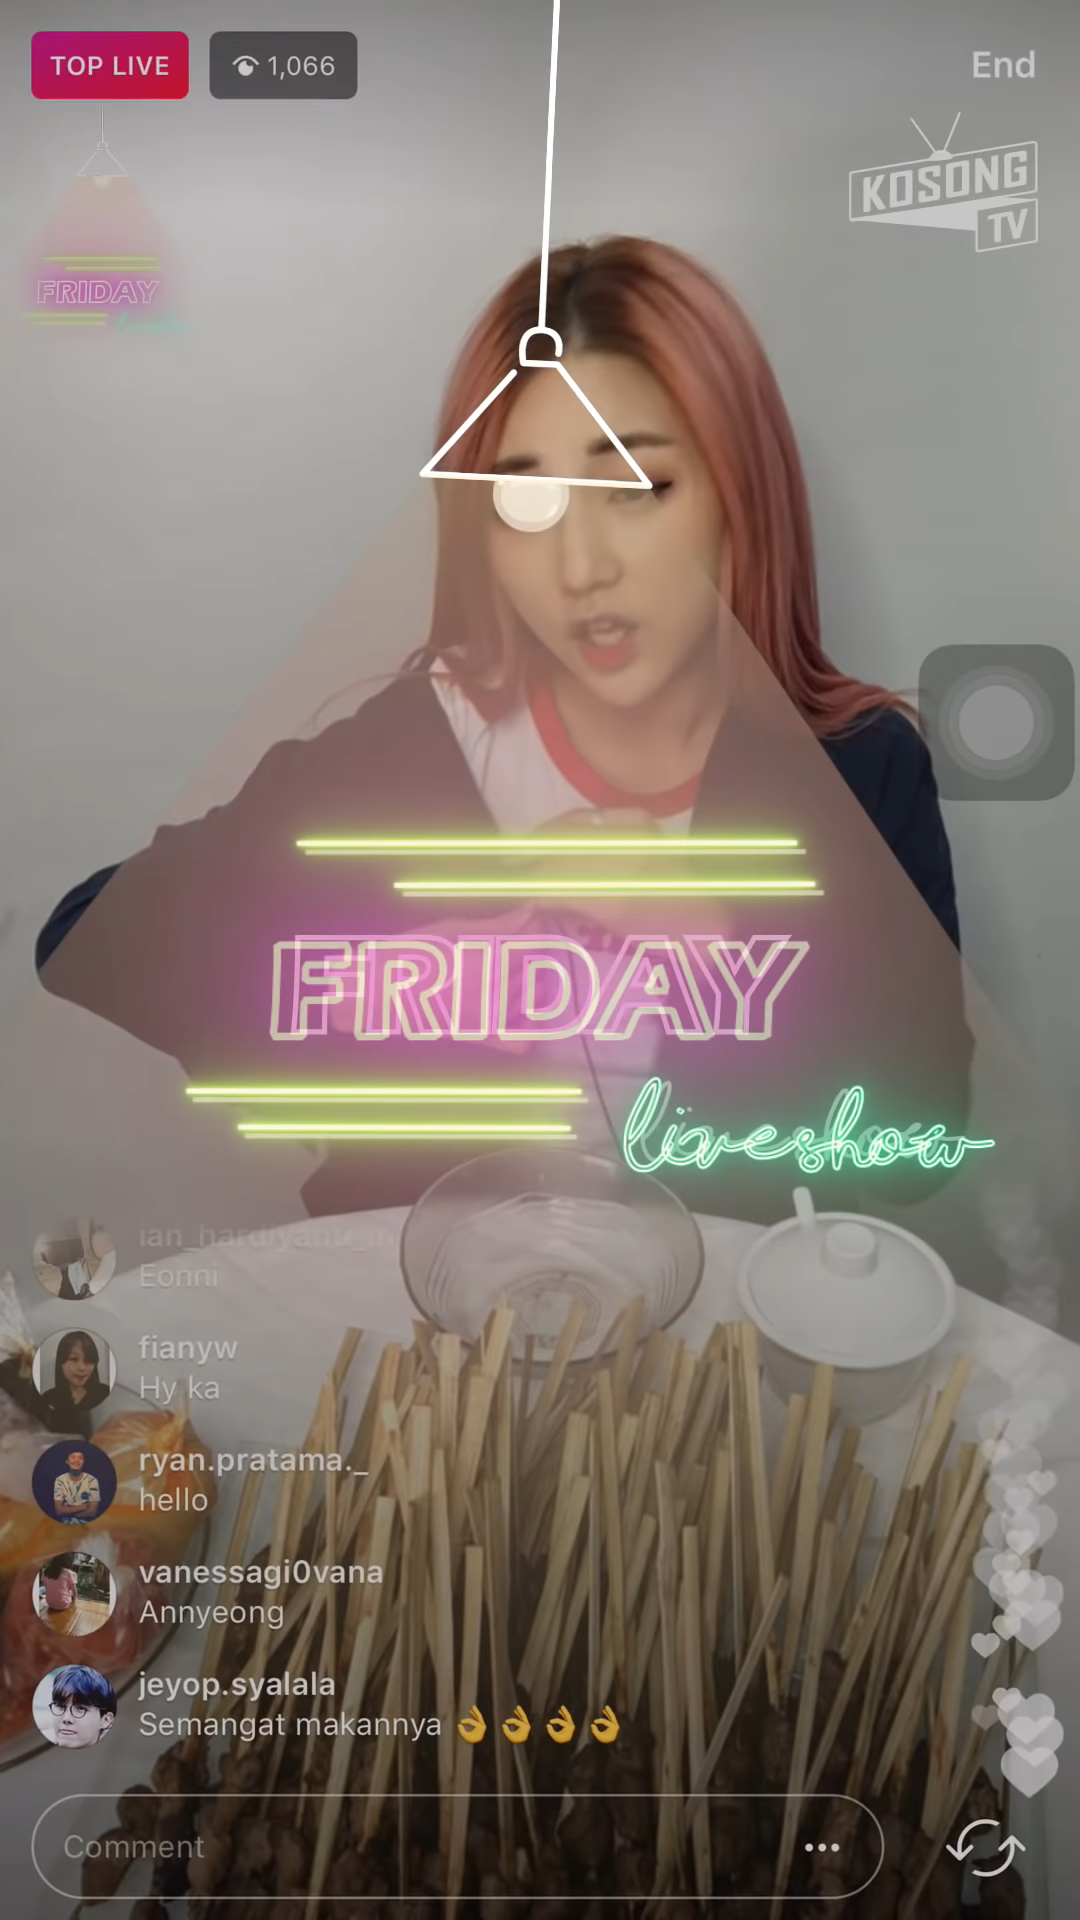 TOP LIVE
1,066
End
KOSONG
TV
FRIDAY
FRIDAY
liveshow
Eonni
fianyw
Hy ka
ryan.pratama._
hello
vanessagi0vana
Annyeong
jeyop.syalala
Semangat makannya 👌👌👌👌
Comment